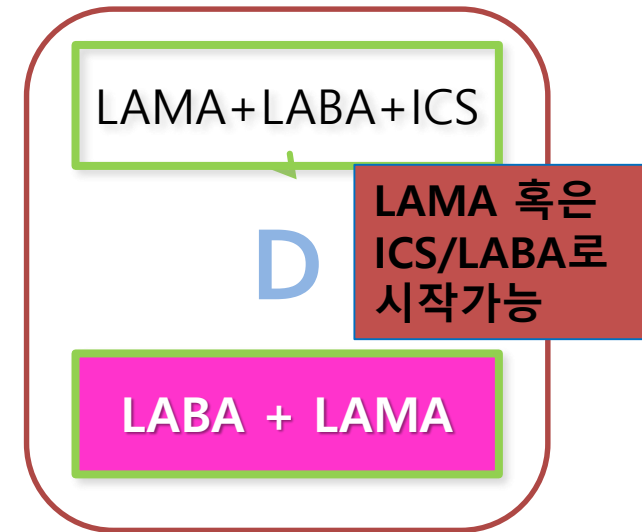 LAMA+LABA+ICS
LAMA 혹은
ICS/LABA로
시작가능
D
LABA + LAMA